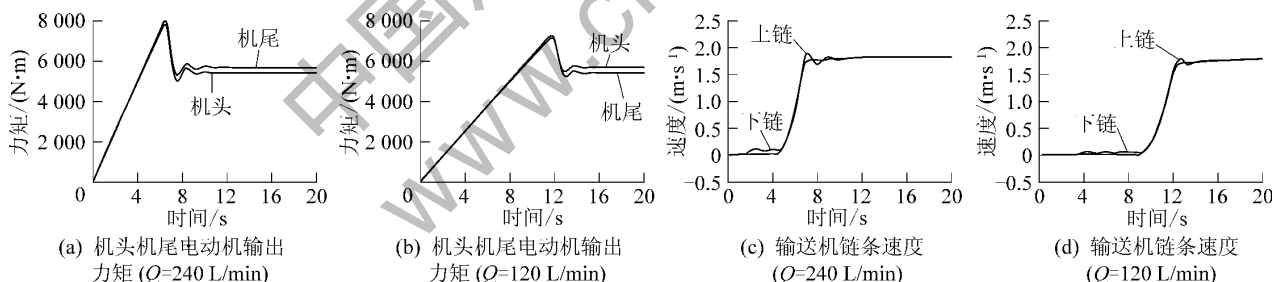 8 000
6 000
4 000
2 000
0
4
8
12
16
20
力矩/(N·m)
时间/s
机尾
机头
(a) 机头机尾电动机输出
力矩 (Q=240 L/min)
8 000
6 000
4 000
2 000
0
4
8
12
16
20
力矩/(N·m)
时间/s
机头
机尾
(b) 机头机尾电动机输出
力矩 (Q=120 L/min)
2.5
2.0
1.5
1.0
0.5
0
-0.5
0
4
8
12
16
20
速度/(m·s⁻¹)
时间/s
上链
下链
(c) 输送机链条速度
(Q=240 L/min)
2.5
2.0
1.5
1.0
0.5
0
-0.5
0
4
8
12
16
20
速度/(m·s⁻¹)
时间/s
上链
下链
(d) 输送机链条速度
(Q=120 L/min)
中国
www.c